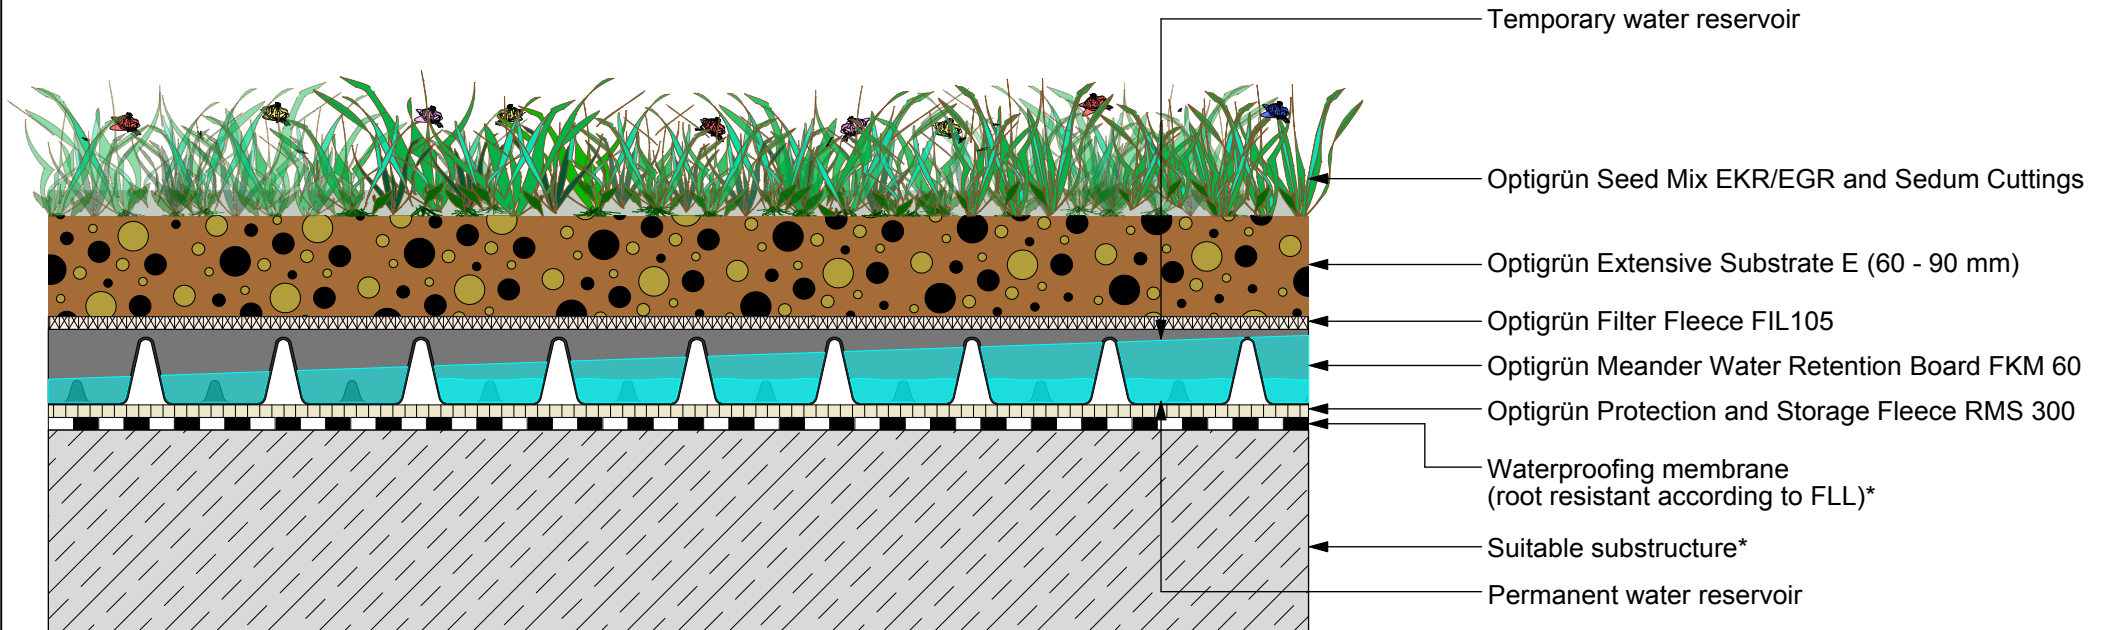 Temporary water reservoir
Optigrün Seed Mix EKR/EGR and Sedum Cuttings
Optigrün Extensive Substrate E (60 - 90 mm)
Optigrün Filter Fleece FIL105
Optigrün Meander Water Retention Board FKM 60
Optigrün Protection and Storage Fleece RMS 300
Waterproofing membrane
(root resistant according to FLL)*
Suitable substructure*
Permanent water reservoir